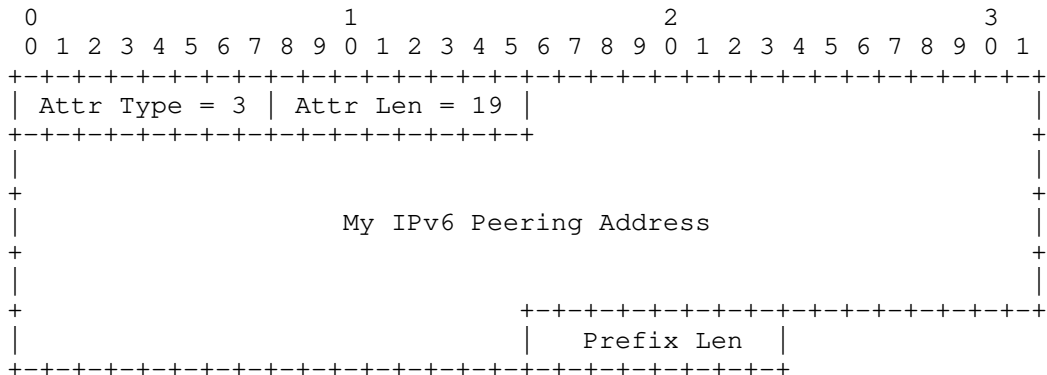 0                   1                   2                   3
0 1 2 3 4 5 6 7 8 9 0 1 2 3 4 5 6 7 8 9 0 1 2 3 4 5 6 7 8 9 0 1
+-+-+-+-+-+-+-+-+-+-+-+-+-+-+-+-+-+-+-+-+-+-+-+-+-+-+-+-+-+-+-+-+
| Attr Type = 3 | Attr Len = 19 |                               |
+-+-+-+-+-+-+-+-+-+-+-+-+-+-+-+-+                               +
|                                                               |
+                                                               +
|                    My IPv6 Peering Address                    |
+                                                               +
|                                                               |
+                               +-+-+-+-+-+-+-+-+-+-+-+-+-+-+-+-+
|                               |   Prefix Len  |
+-+-+-+-+-+-+-+-+-+-+-+-+-+-+-+-+-+-+-+-+-+-+-+-+